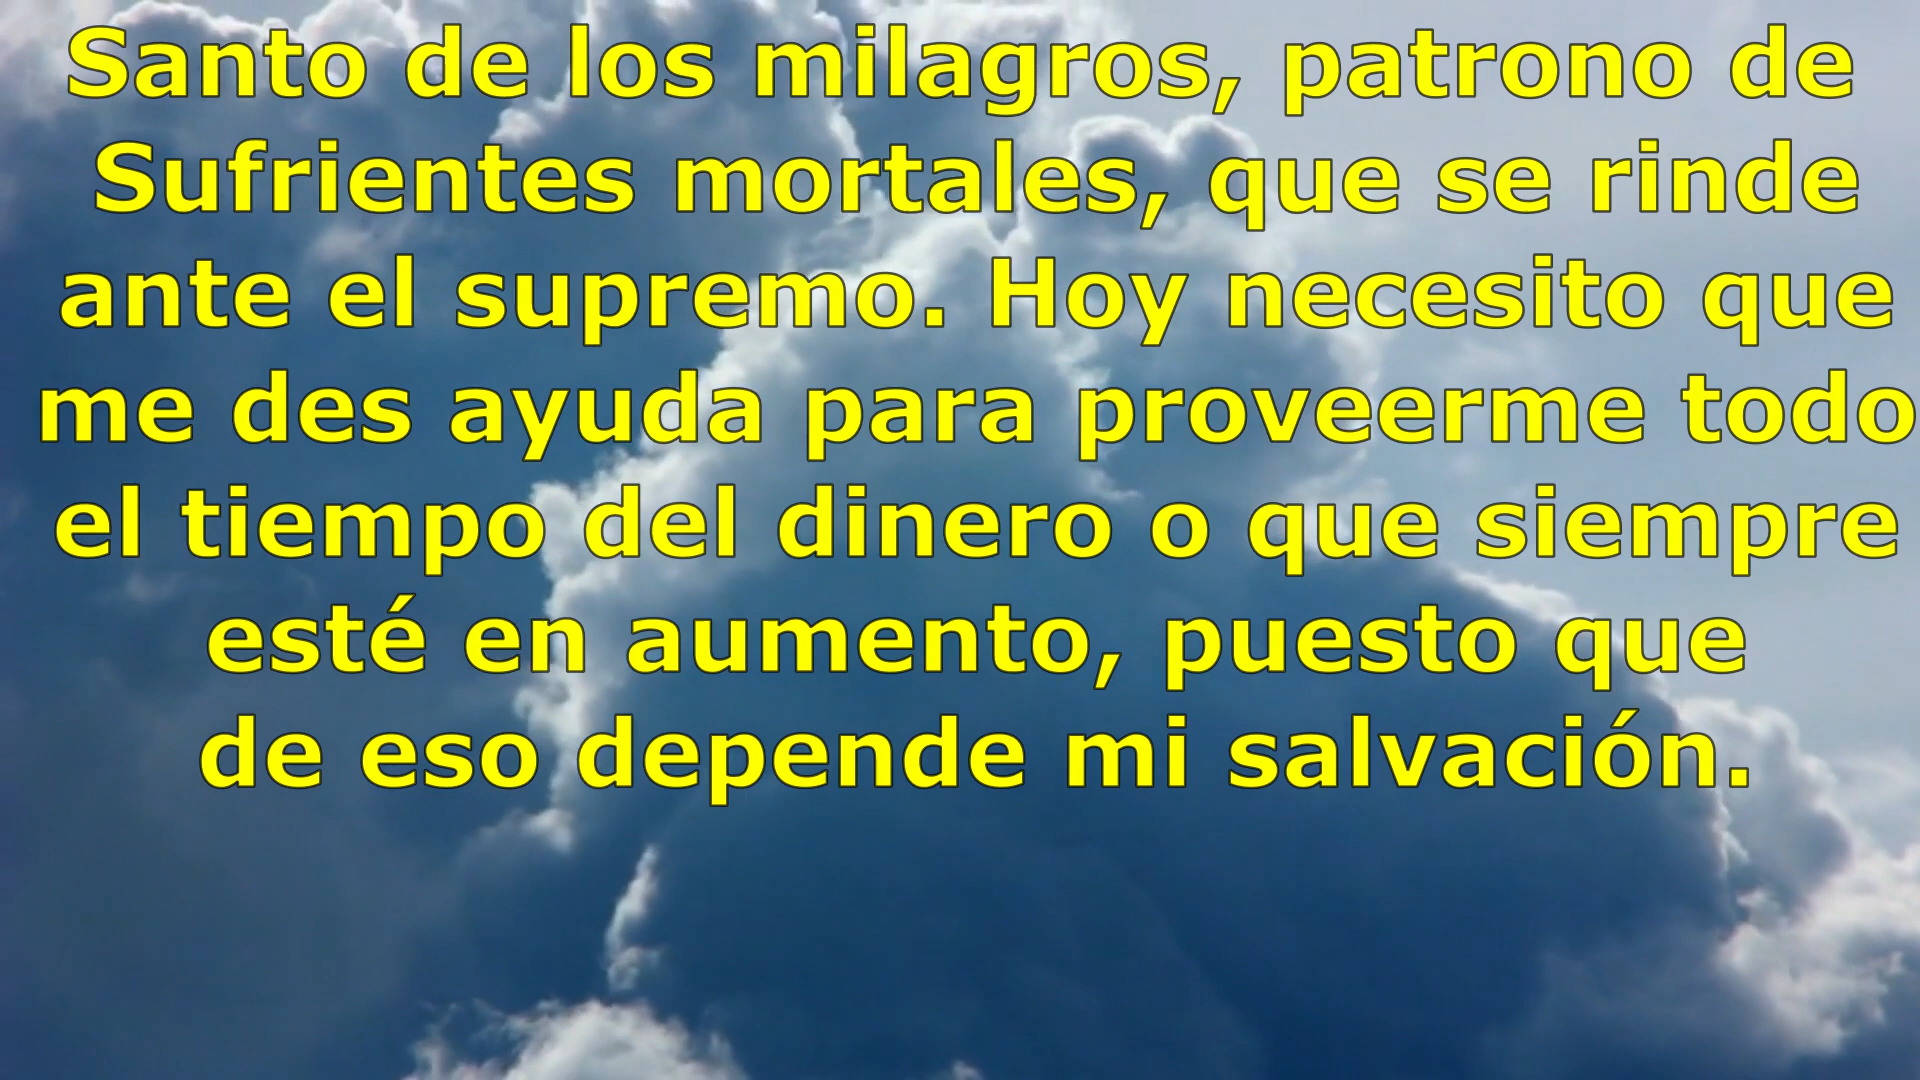 Santo de los milagros, patrono de
Sufrientes mortales, que se rinde
ante el supremo. Hoy necesito que
me des ayuda para proveerme todo
el tiempo del dinero o que siempre
esté en aumento, puesto que
de eso depende mi salvación.